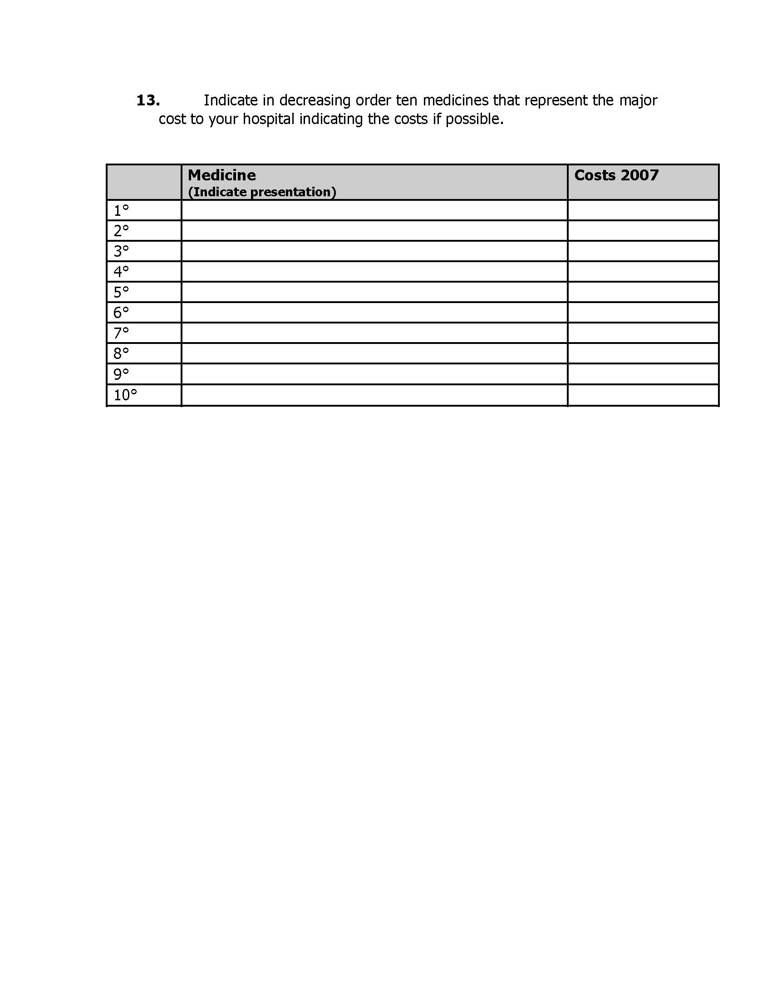 13. Indicate in decreasing order ten medicines that represent the major
cost to your hospital indicating the costs if possible.
Medicine Costs 2007
(Indicate presentation)
1°
2°
3°
4°
5°
6°
7°
8°
9°
10°